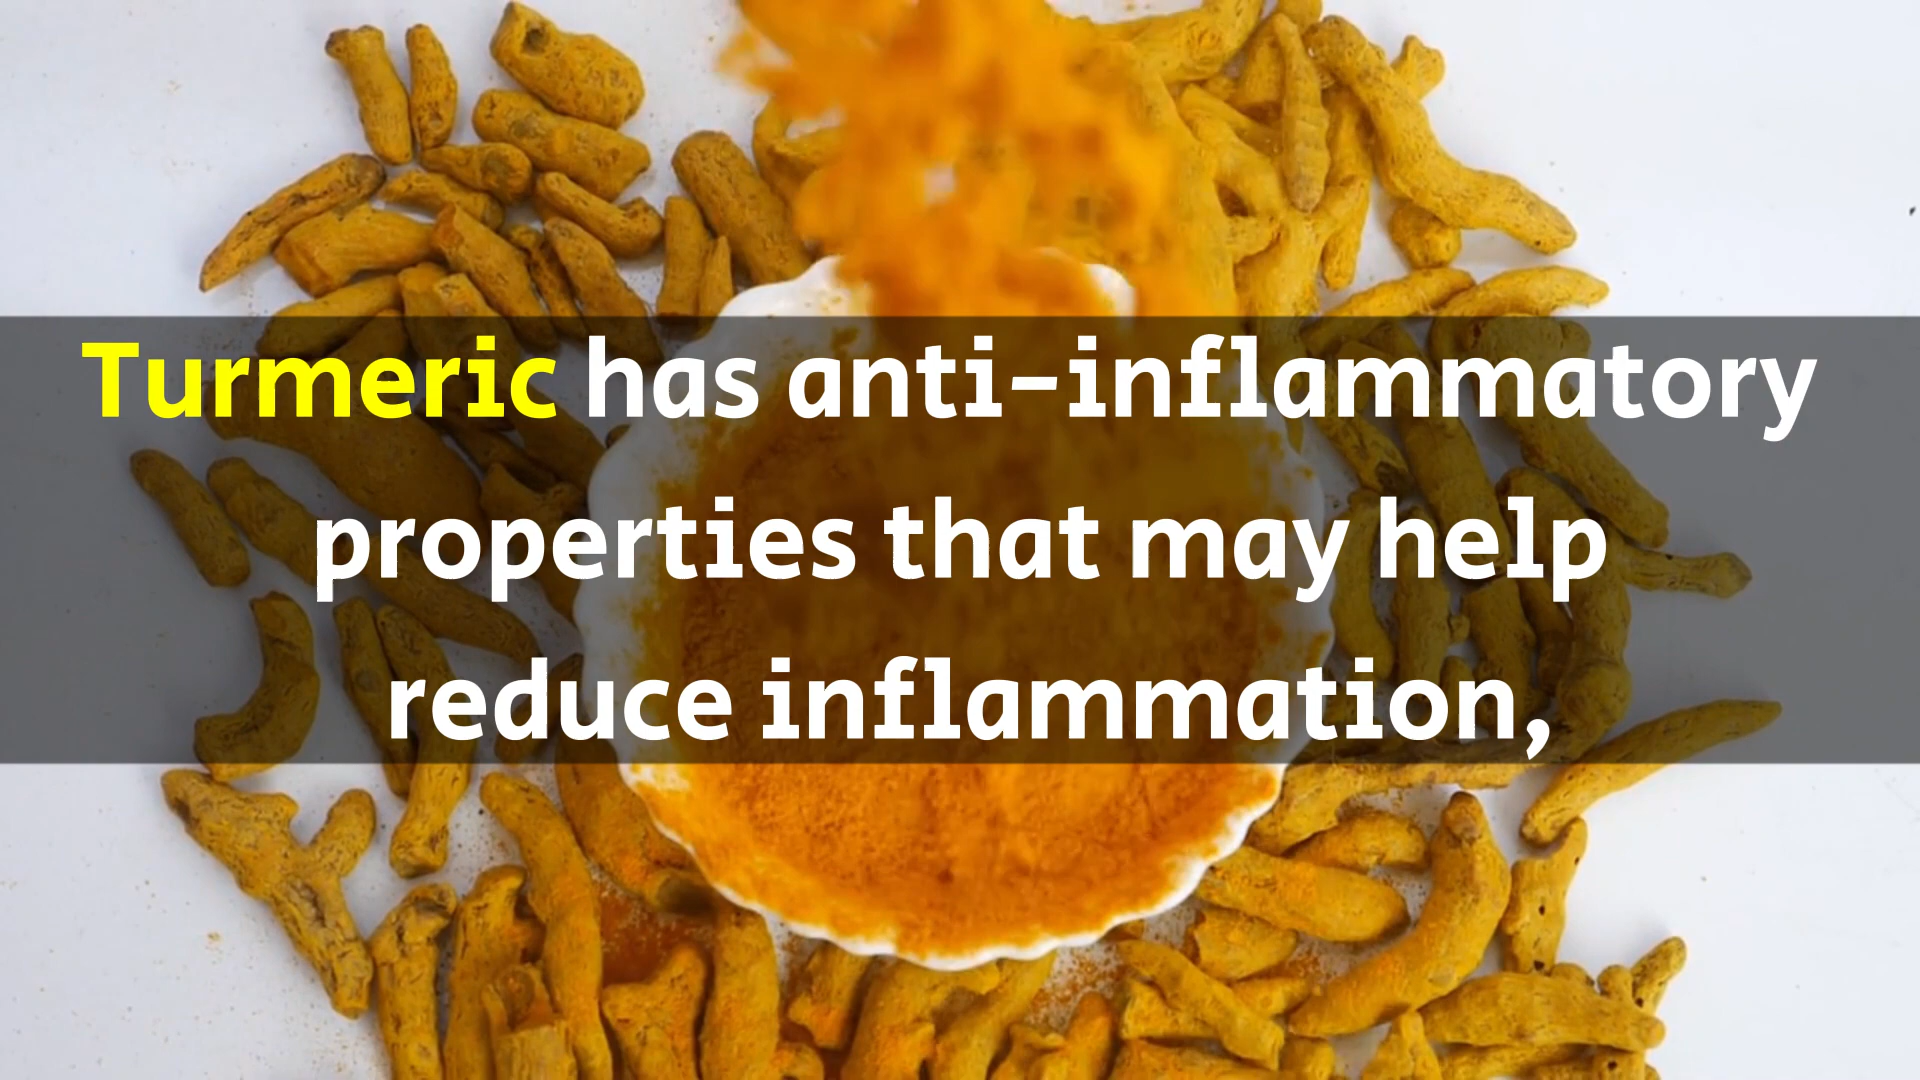 Turmeric has anti-inflammatory
properties that may help
reduce inflammation,